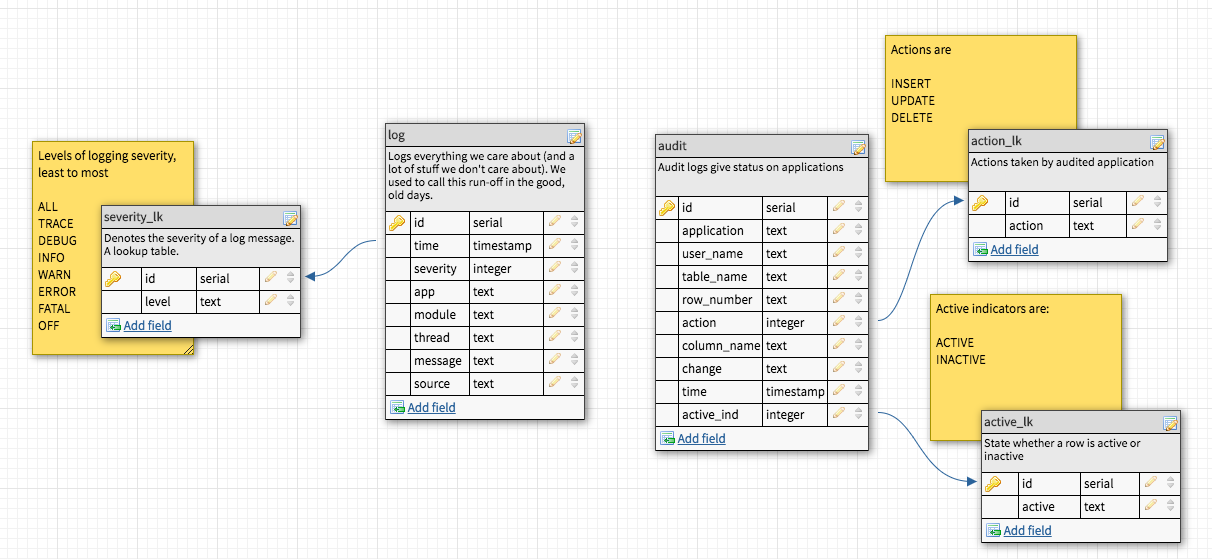 Levels of logging severity,
least to most
ALL
TRACE
DEBUG
INFO
WARN
ERROR
FATAL
OFF
severity_lk
Denotes the severity of a log message.
A lookup table.
id serial
level text
Add field
log
Logs everything we care about (and a
lot of stuff we don't care about). We
used to call this run-off in the good,
old days.
id serial
time timestamp
severity integer
app text
module text
thread text
message text
source text
Add field
audit
Audit logs give status on applications
id serial
application text
user_name text
table_name text
row_number text
action integer
column_name text
change text
time timestamp
active_ind integer
Add field
Actions are
INSERT
UPDATE
DELETE
action_lk
Actions taken by audited application
id serial
action text
Add field
Active indicators are:
ACTIVE
INACTIVE
active_lk
State whether a row is active or
inactive
id serial
active text
Add field